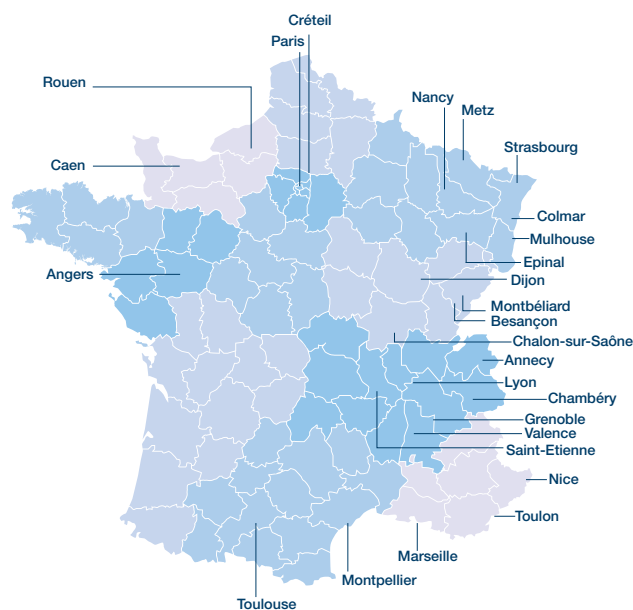 Créteil
Paris
Rouen
Nancy
Metz
Strasbourg
Caen
Colmar
Mulhouse
Epinal
Angers
Dijon
Montbéliard
Besançon
Chalon-sur-Saône
Annecy
Lyon
Chambéry
Grenoble
Valence
Saint-Etienne
Nice
Toulon
Marseille
Montpellier
Toulouse